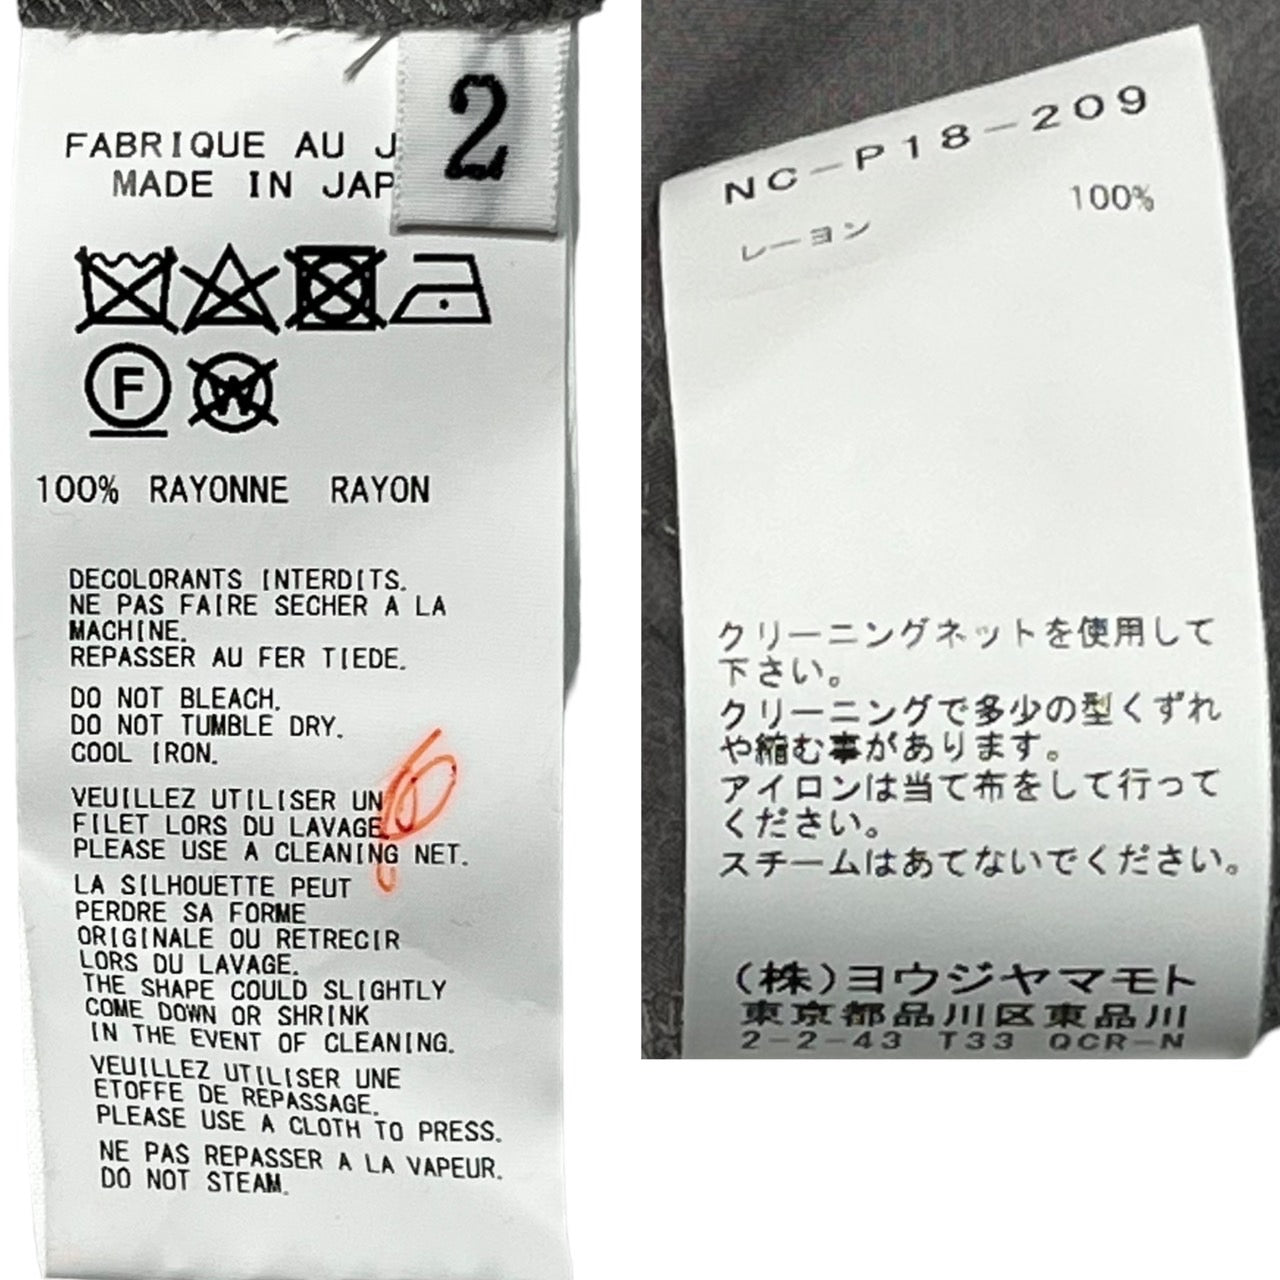 2
FABRIQUE AU J
MADE IN JAP
F
W
100% RAYONNE RAYON
DECOLORANTS INTERDITS.
NE PAS FAIRE SECHER A LA
MACHINE.
REPASSER AU FER TIEDE.
DO NOT BLEACH.
DO NOT TUMBLE DRY.
COOL IRON.
VEUILLEZ UTILISER UN
FILET LORS DU LAVAGE
PLEASE USE A CLEANING NET.
LA SILHOUETTE PEUT
PERDRE SA FORME
ORIGINALE OU RETRECIR
LORS DU LAVAGE.
THE SHAPE COULD SLIGHTLY
COME DOWN OR SHRINK
IN THE EVENT OF CLEANING.
VEUILLEZ UTILISER UNE
ETOFFE DE REPASSAGE.
PLEASE USE A CLOTH TO PRESS.
NE PAS REPASSER A LA VAPEUR.
DO NOT STEAM.
NC-P18-209
レーヨン 100%
クリーニングネットを使用して
下さい。
クリーニングで多少の型くずれ
や縮む事があります。
アイロンは当て布をして行って
ください。
スチームはあてないでください。
(株)ヨウジヤマモト
東京都品川区東品川
2-2-43 T33 QCR-N